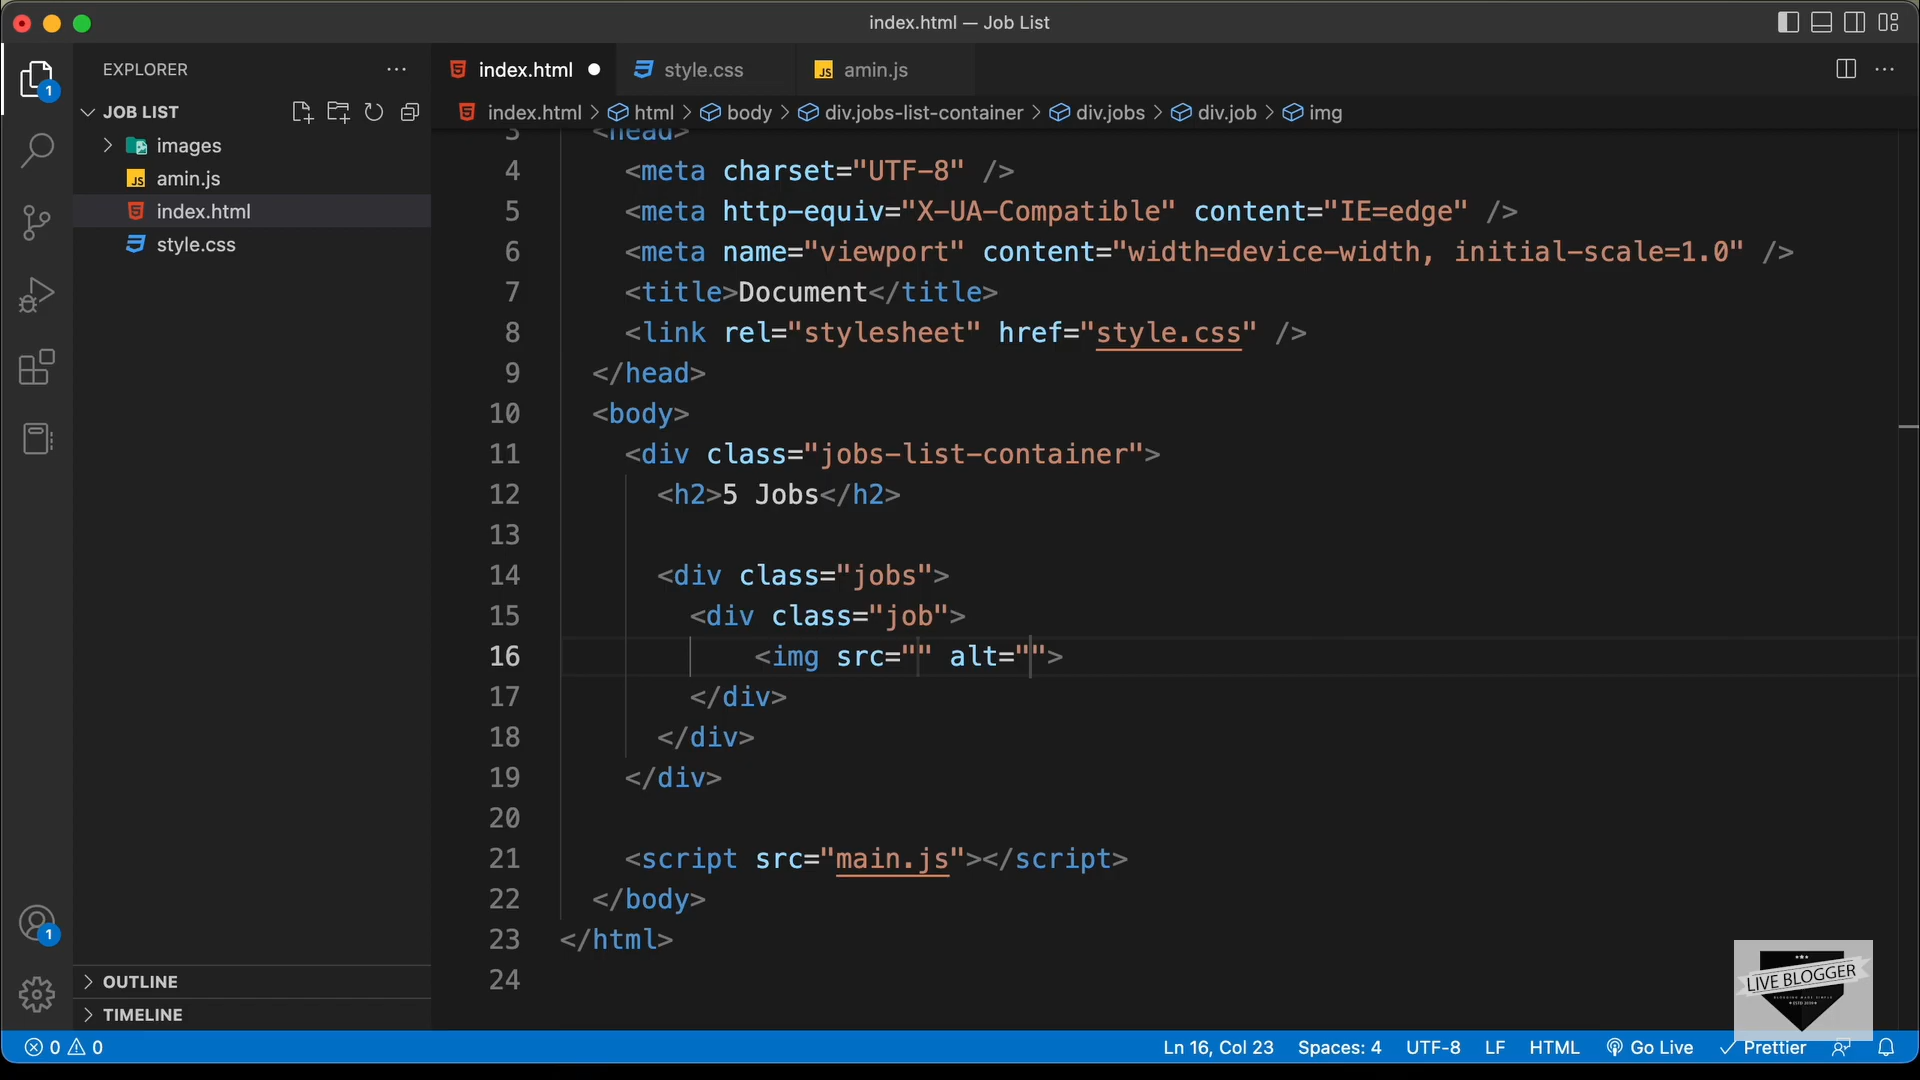 index.html — Job List
EXPLORER
index.html
style.css
amin.js
1
JOB LIST
index.html > html > body > div.jobs-list-container > div.jobs > div.job > img
images
amin.js
index.html
style.css
3 <head>
4 <meta charset="UTF-8" />
5 <meta http-equiv="X-UA-Compatible" content="IE=edge" />
6 <meta name="viewport" content="width=device-width, initial-scale=1.0" />
7 <title>Document</title>
8 <link rel="stylesheet" href="style.css" />
9 </head>
10 <body>
11 <div class="jobs-list-container">
12 <h2>5 Jobs</h2>
13
14 <div class="jobs">
15 <div class="job">
16 <img src="" alt="">
17 </div>
18 </div>
19 </div>
20
21 <script src="main.js"></script>
22 </body>
23 </html>
24
1
OUTLINE
TIMELINE
LIVE BLOGGER
0 0
Ln 16, Col 23
Spaces: 4
UTF-8
LF
HTML
Go Live
Prettier